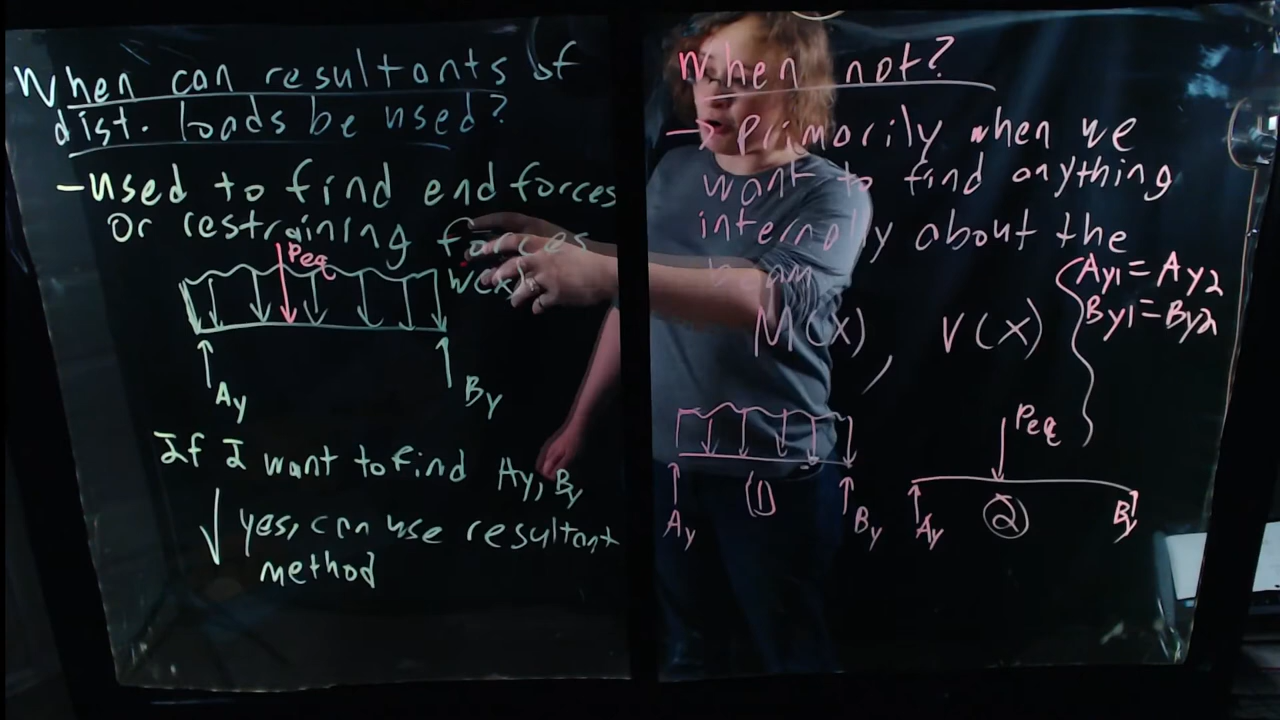 When can resultants of
dist. loads be used?
- used to find end forces
or restraining forces
Peq
w(x)
Ay
By
If I want to find Ay, By
√ yes, can use resultant
method
When not?
→ Primarily when we
want to find anything
internally about the
beam
M(x), V(x)
Ay1 = Ay2
By1 = By2
Ay
(1)
By
Peq
Ay
2
By